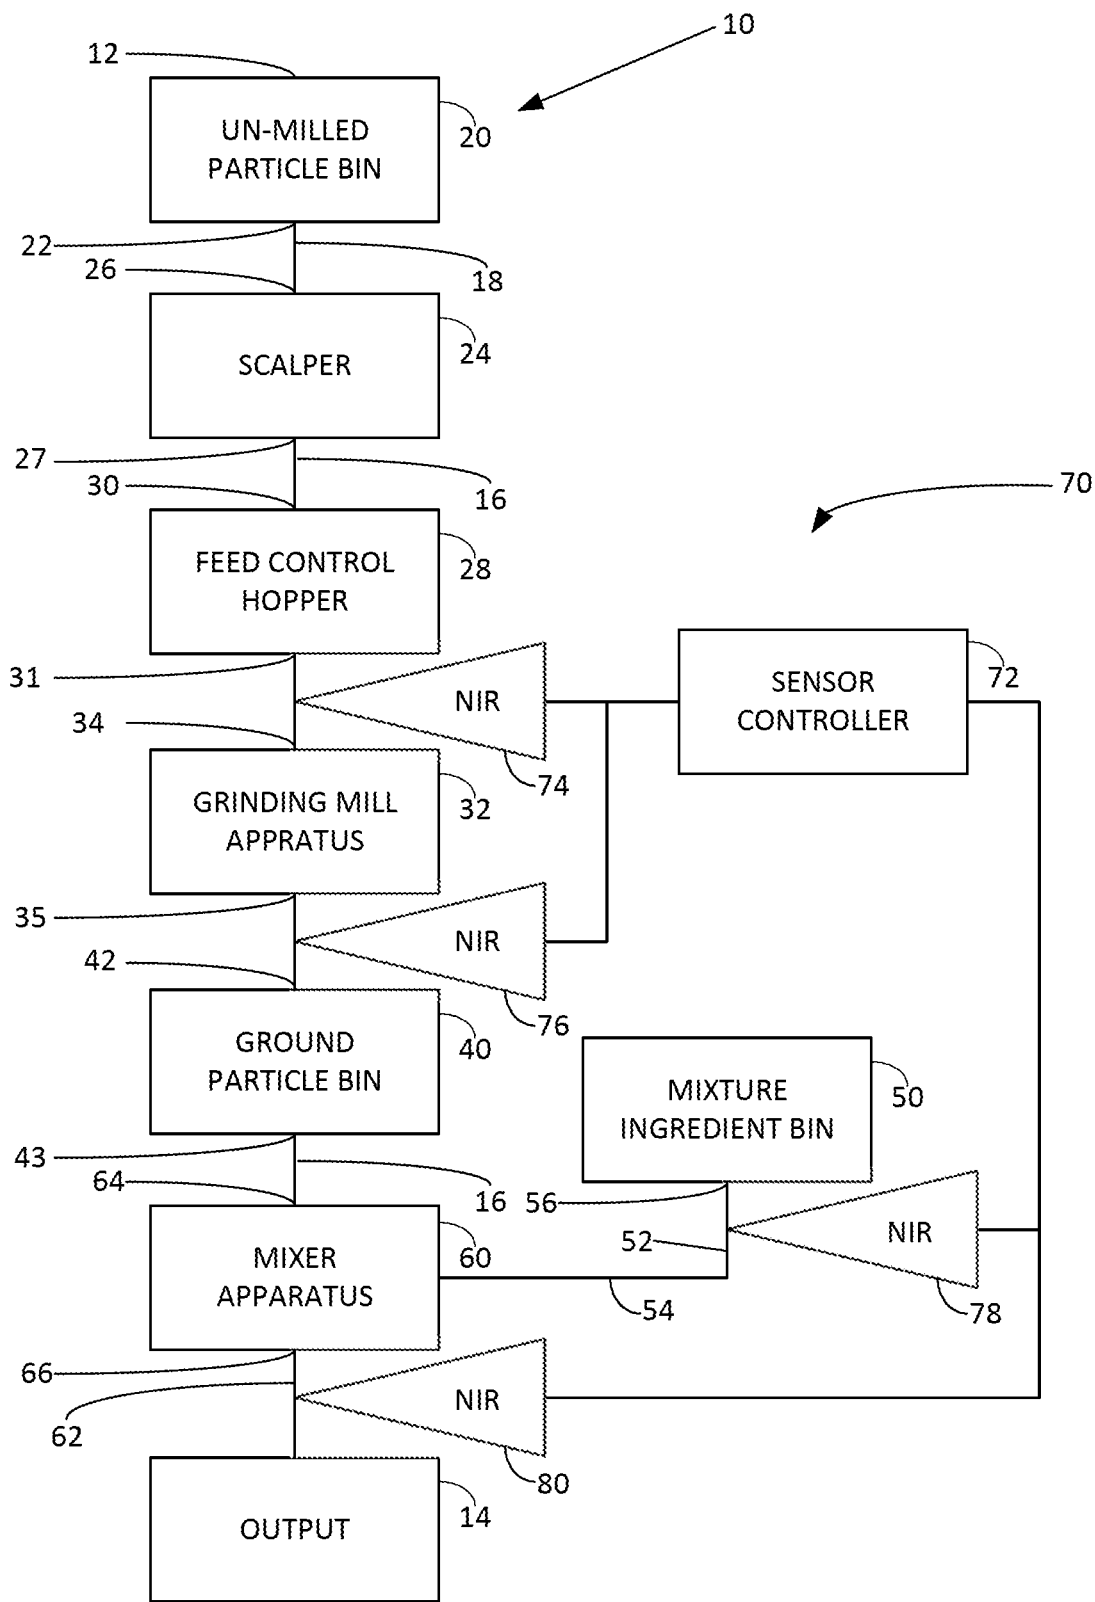 10
12
UN-MILLED
PARTICLE BIN
20
22
26
18
SCALPER
24
27
30
16
70
FEED CONTROL
HOPPER
28
31
34
NIR
74
SENSOR
CONTROLLER
72
GRINDING MILL
APPRATUS
32
35
42
NIR
76
GROUND
PARTICLE BIN
40
MIXTURE
INGREDIENT BIN
50
43
64
16
56
52
NIR
78
MIXER
APPARATUS
60
54
66
62
NIR
80
OUTPUT
14